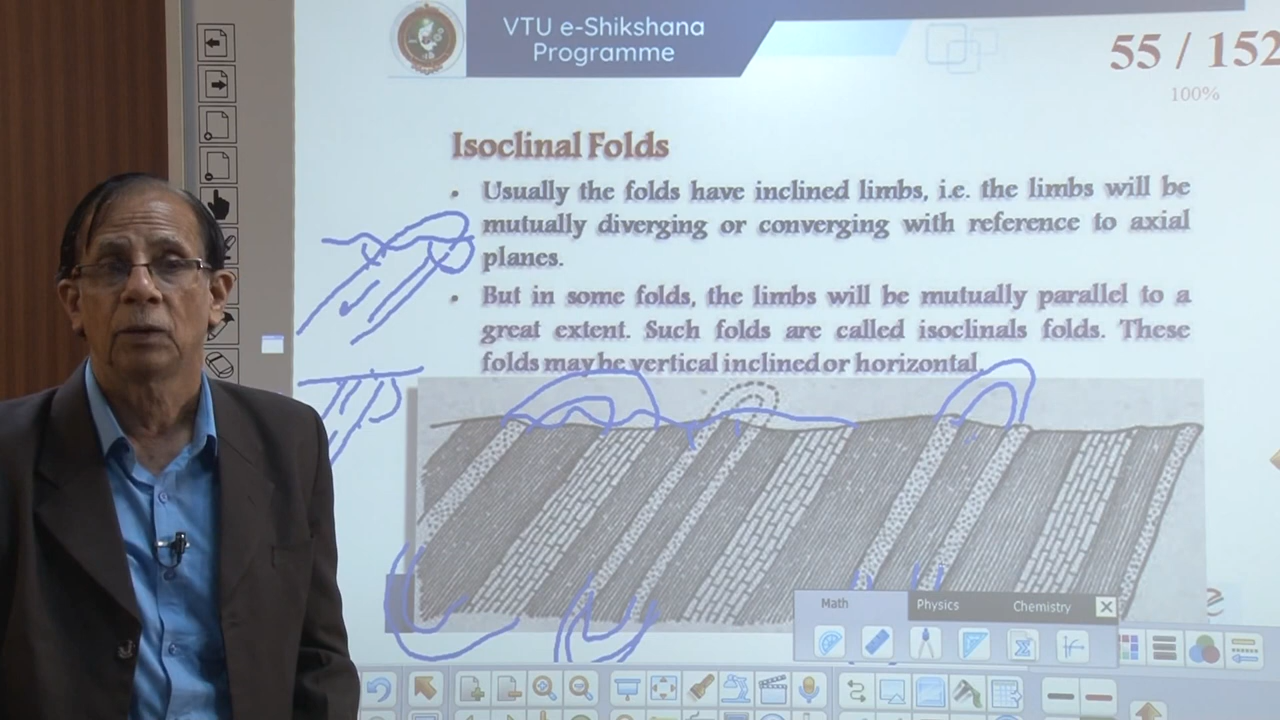 VTU e-Shikshana
Programme
55 / 152
100%
Isoclinal Folds
• Usually the folds have inclined limbs, i.e. the limbs will be
mutually diverging or converging with reference to axial
planes.
• But in some folds, the limbs will be mutually parallel to a
great extent. Such folds are called isoclinals folds. These
folds may be vertical inclined or horizontal.
Math Physics Chemistry